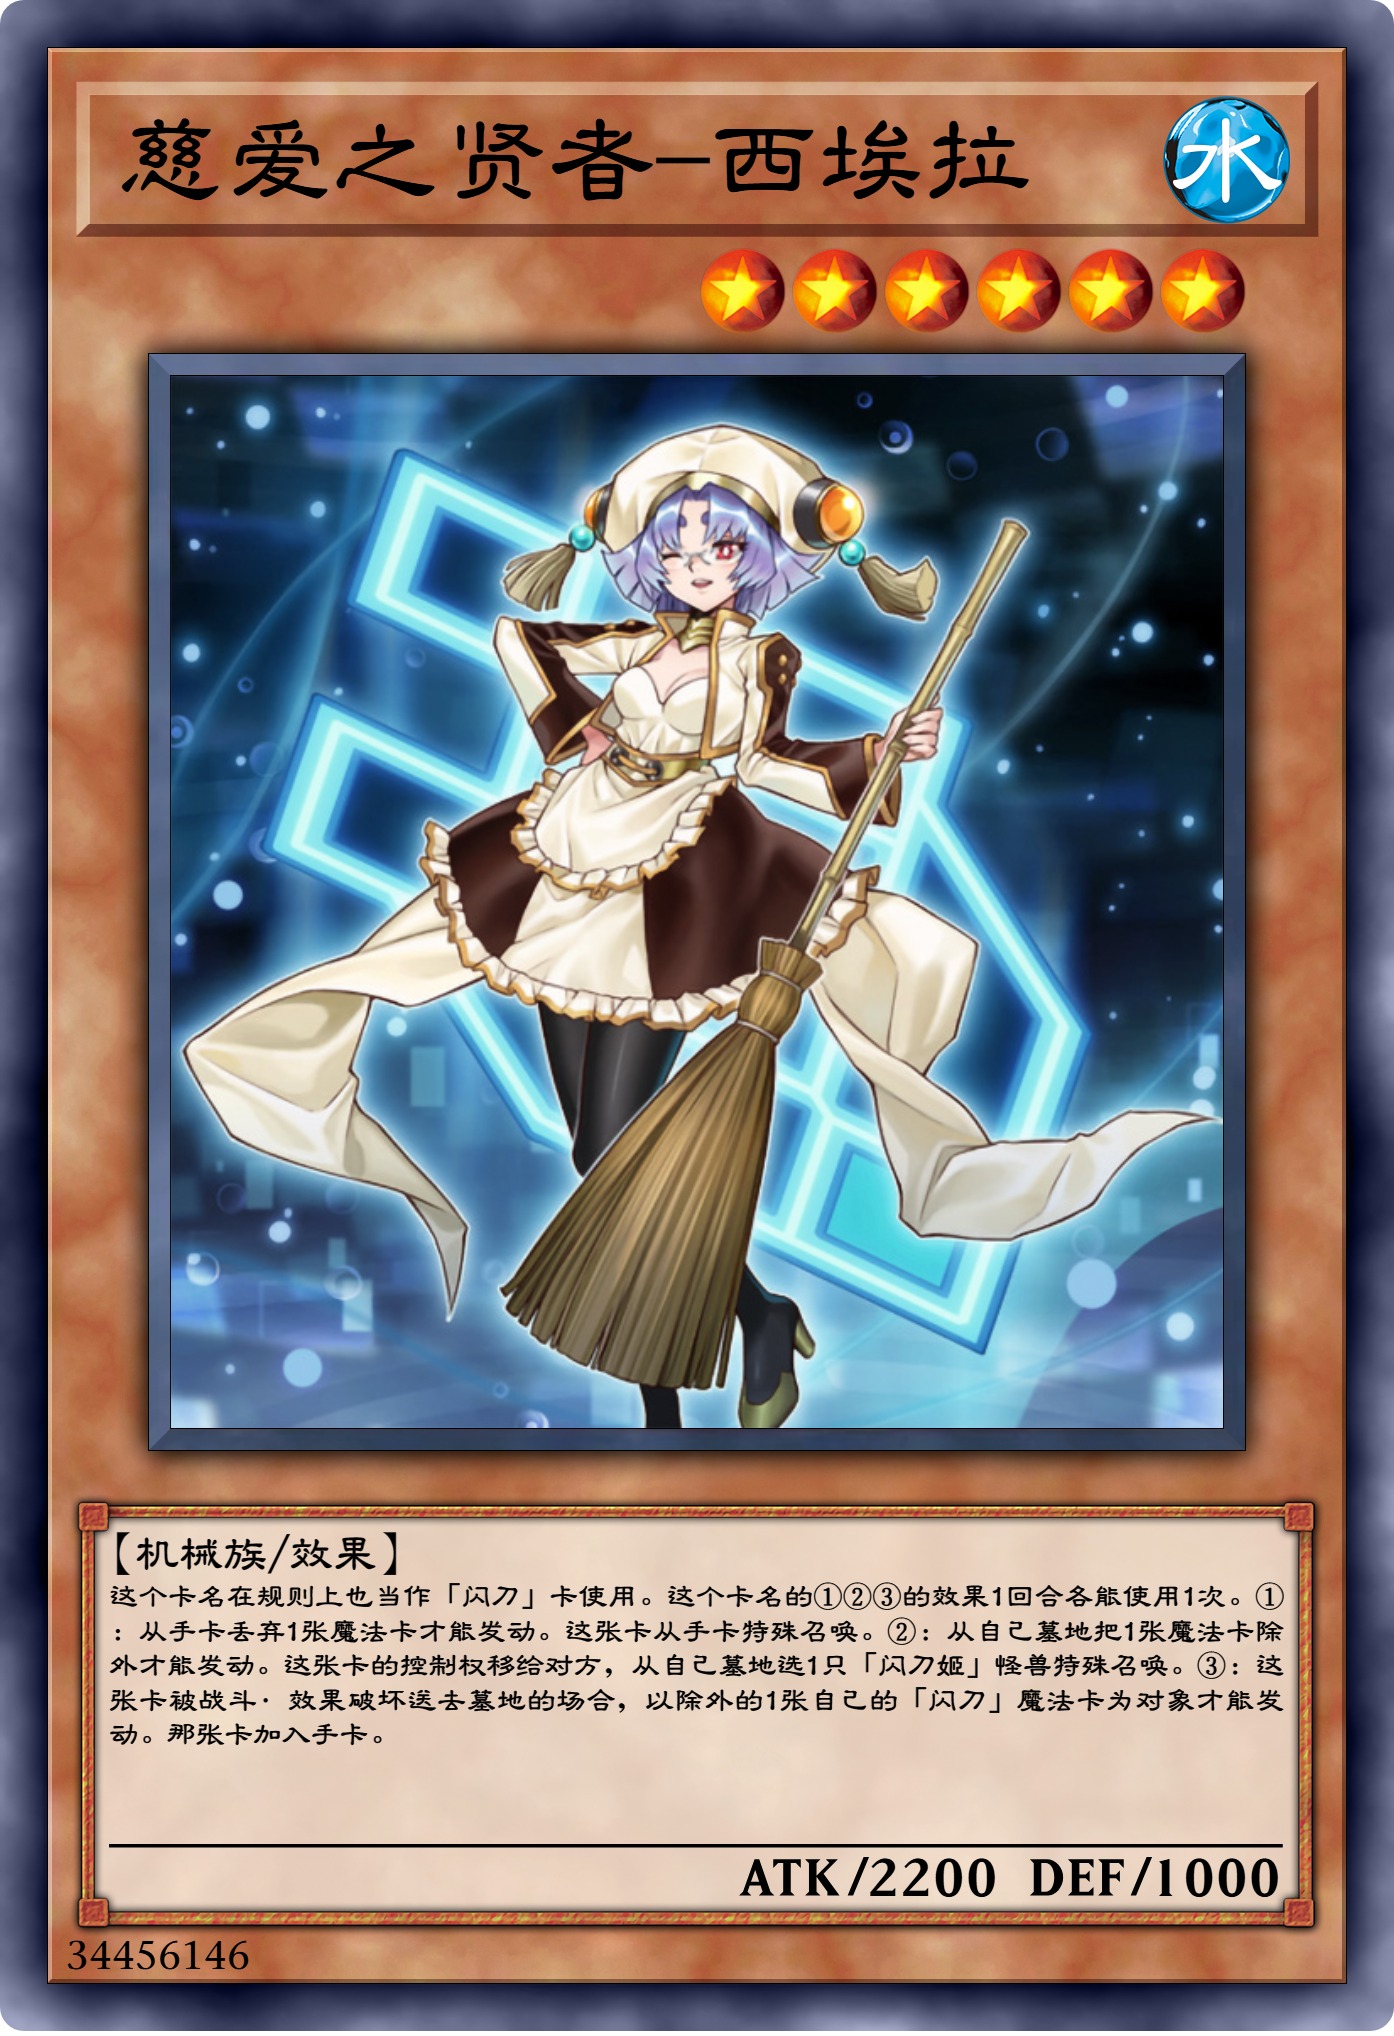 慈爱之贤者-西埃拉
水
【机械族/效果】
这个卡名在规则上也当作「闪刀」卡使用。这个卡名的①②③的效果1回合各能使用1次。①
：从手卡丢弃1张魔法卡才能发动。这张卡从手卡特殊召唤。②：从自己墓地把1张魔法卡除
外才能发动。这张卡的控制权移给对方，从自己墓地选1只「闪刀姬」怪兽特殊召唤。③：这
张卡被战斗·效果破坏送去墓地的场合，以除外的1张自己的「闪刀」魔法卡为对象才能发
动。那张卡加入手卡。
ATK/2200 DEF/1000
34456146